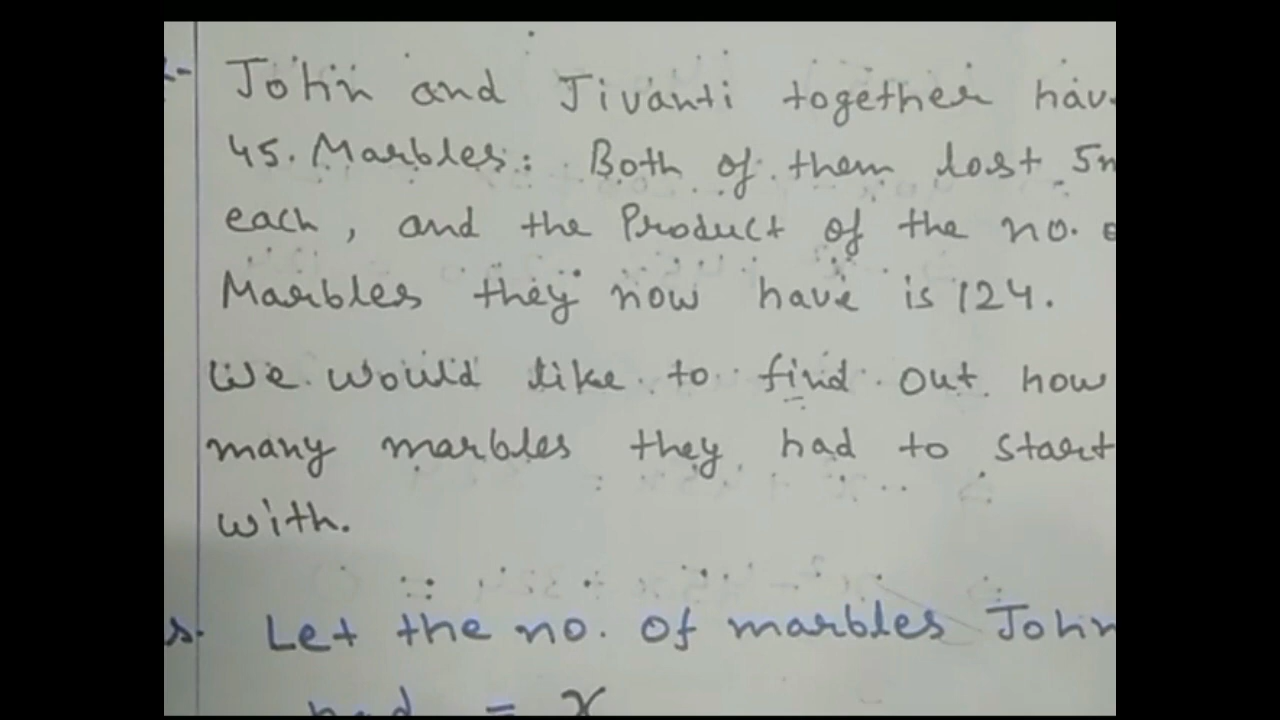 John and Jivanti together hav
45. Marbles. Both of them lost 5m
each, and the Product of the no. o
Marbles they now have is 124.
We would like to find out how
many marbles they had to start
with.
s. Let the no. of marbles John
had = x